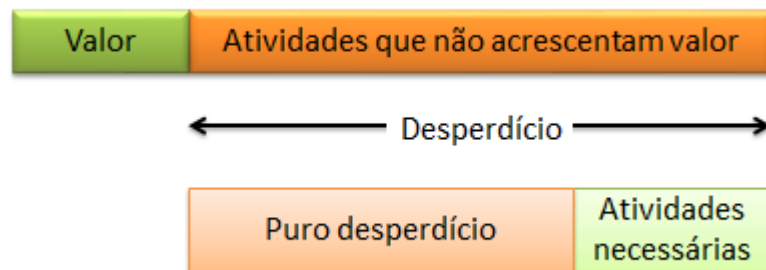 Valor
Atividades que não acrescentam valor
Desperdício
Puro desperdício
Atividades
necessárias